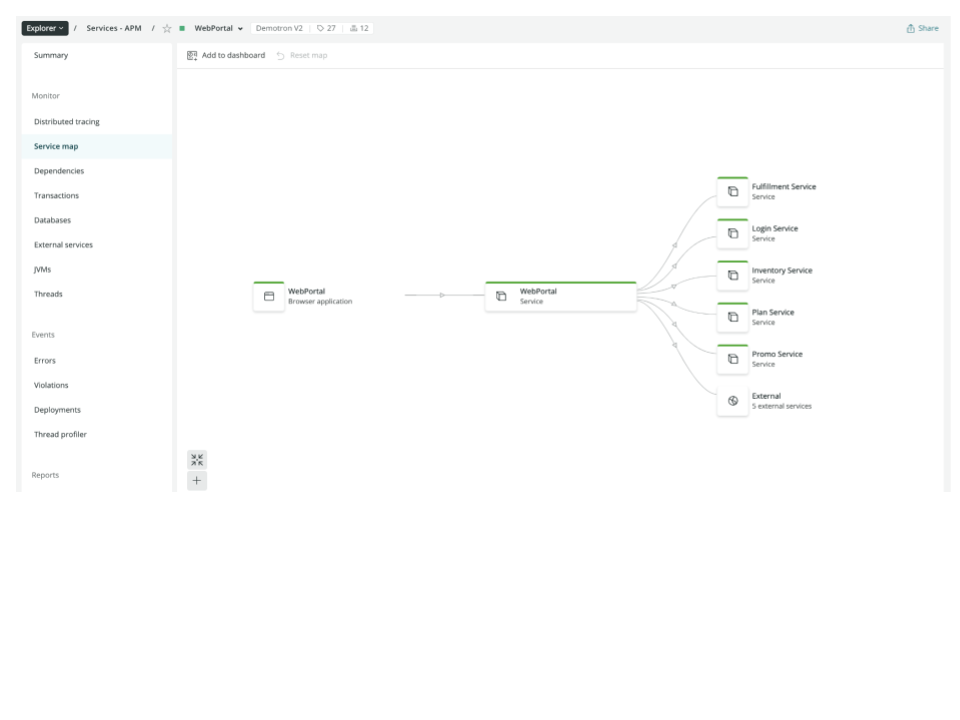 Explorer / Services - APM / WebPortal Demotron V2 27 12 Share
Summary
Add to dashboard Reset map
Monitor
Distributed tracing
Service map
Dependencies
Transactions
Databases
External services
JVMs
Threads
Events
Errors
Violations
Deployments
Thread profiler
Reports
WebPortal
Browser application
WebPortal
Service
Fulfillment Service
Service
Login Service
Service
Inventory Service
Service
Plan Service
Service
Promo Service
Service
External
5 external services